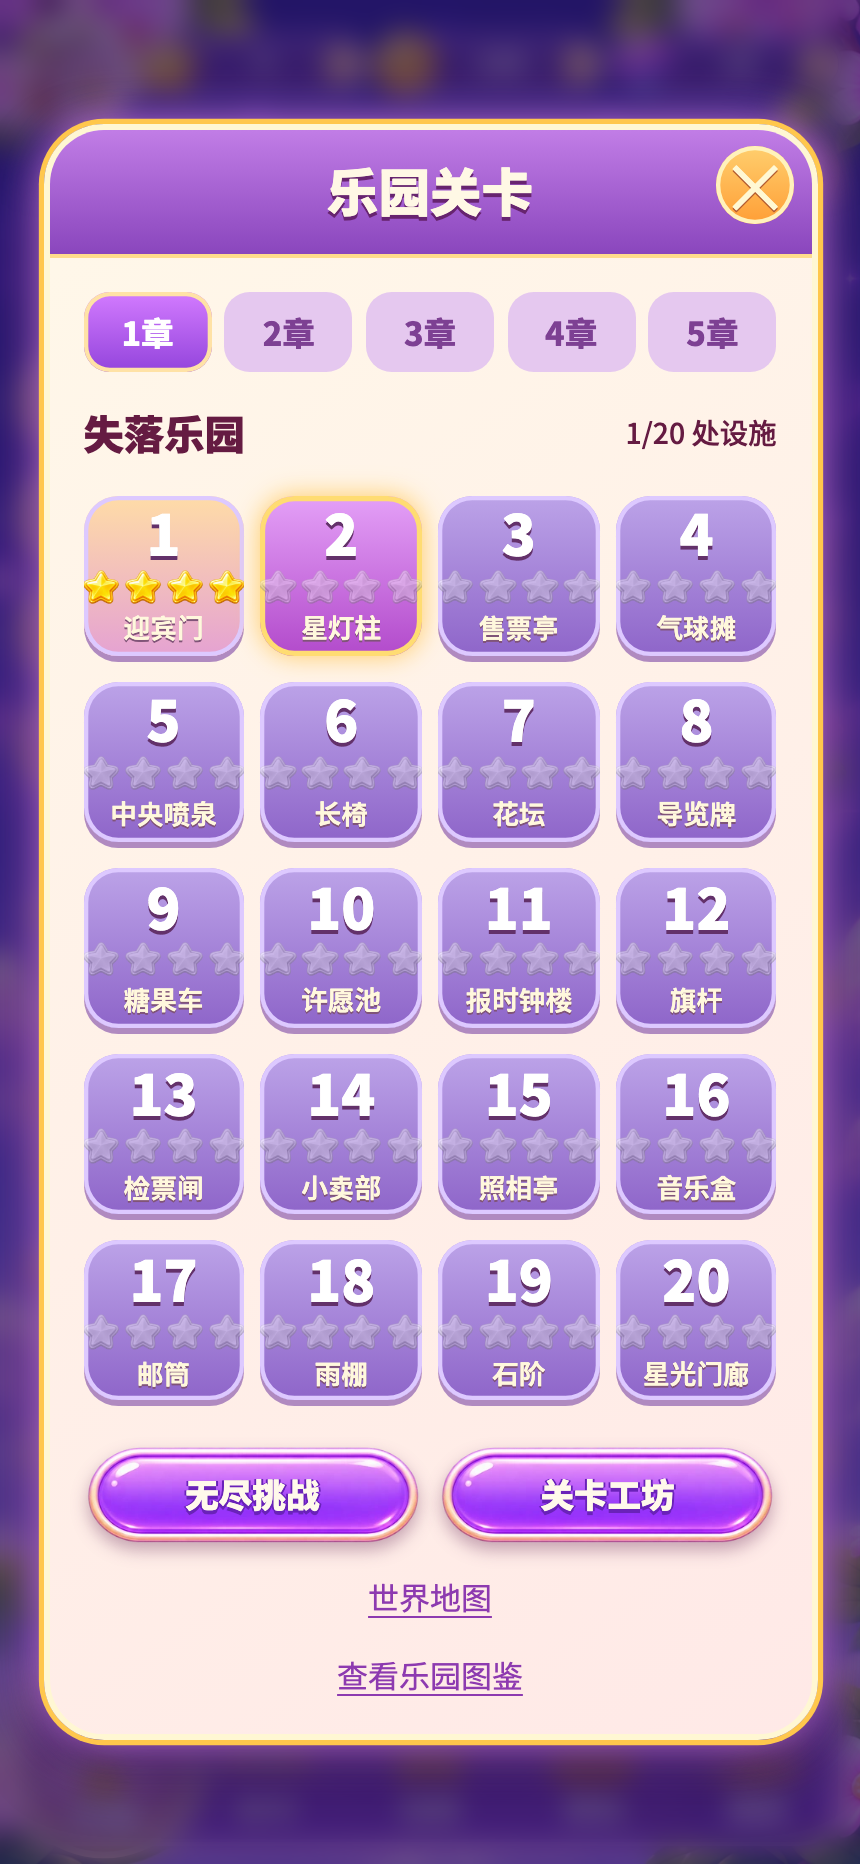 乐园关卡
1章 2章 3章 4章 5章
失落乐园 1/20 处设施
1 2 3 4
迎宾门 星灯柱 售票亭 气球摊
5 6 7 8
中央喷泉 长椅 花坛 导览牌
9 10 11 12
糖果车 许愿池 报时钟楼 旗杆
13 14 15 16
检票闸 小卖部 照相亭 音乐盒
17 18 19 20
邮筒 雨棚 石阶 星光门廊
无尽挑战 关卡工坊
世界地图
查看乐园图鉴